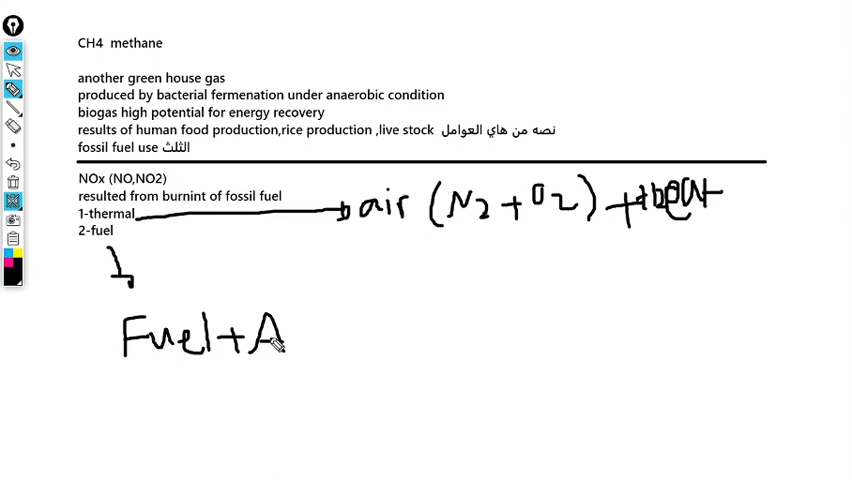 CH4 methane
another green house gas
produced by bacterial fermenation under anaerobic condition
biogas high potential for energy recovery
results of human food production,rice production ,live stock نصه من هاي العوامل
fossil fuel use الثلث
NOx (NO,NO2)
resulted from burnint of fossil fuel
1-thermal air (N2+O2) + heat
2-fuel
Fuel+A